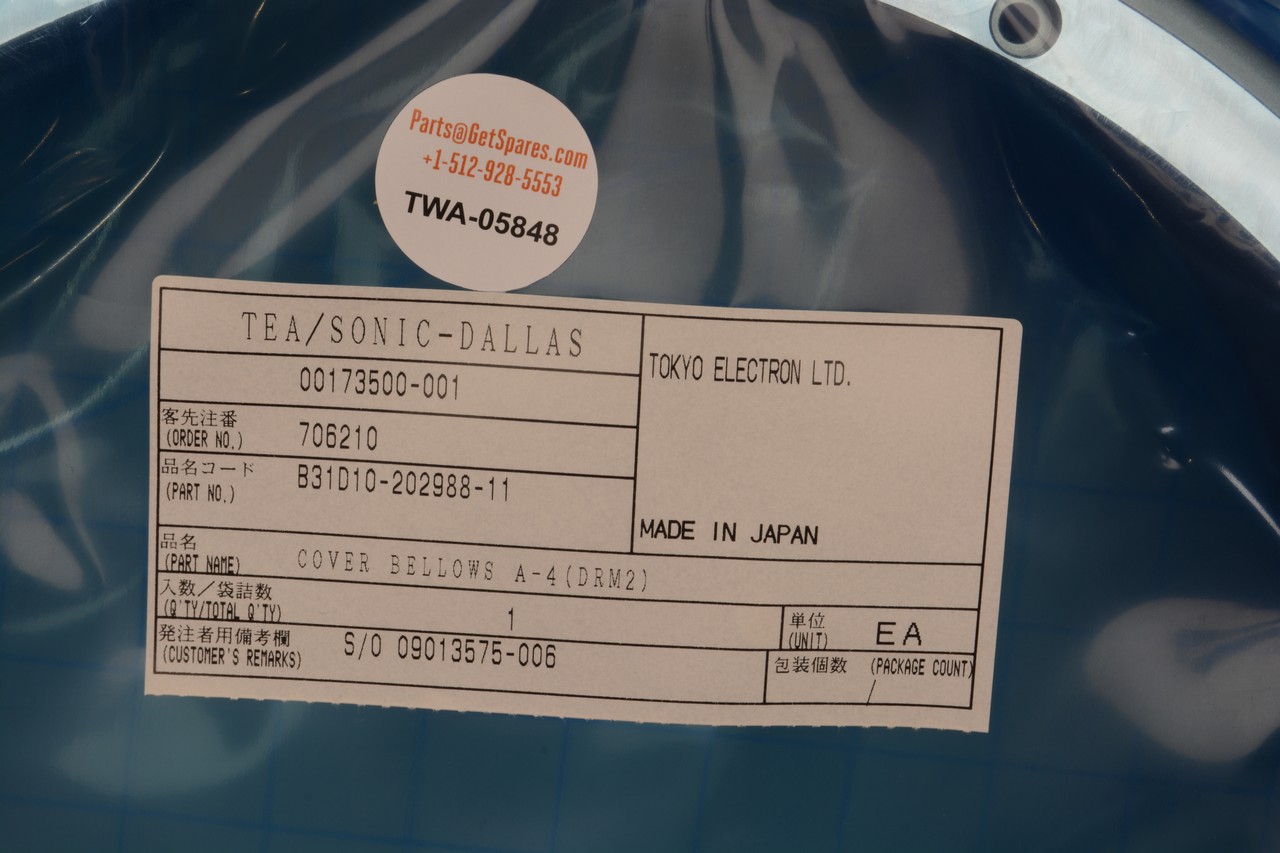 Parts@GetSpares.com
+1-512-928-5553
TWA-05848
TEA/SONIC-DALLAS
00173500-001
客先注番
(ORDER NO.) 706210
品名コード
(PART NO.) B31D10-202988-11
TOKYO ELECTRON LTD.
MADE IN JAPAN
品名
(PART NAME) COVER BELLOWS A-4(DRM2)
入数/袋詰数
(Q'TY/TOTAL Q'TY) 1
単位
(UNIT) EA
発注者用備考欄
(CUSTOMER'S REMARKS) S/O 09013575-006
包装個数 (PACKAGE COUNT)
/